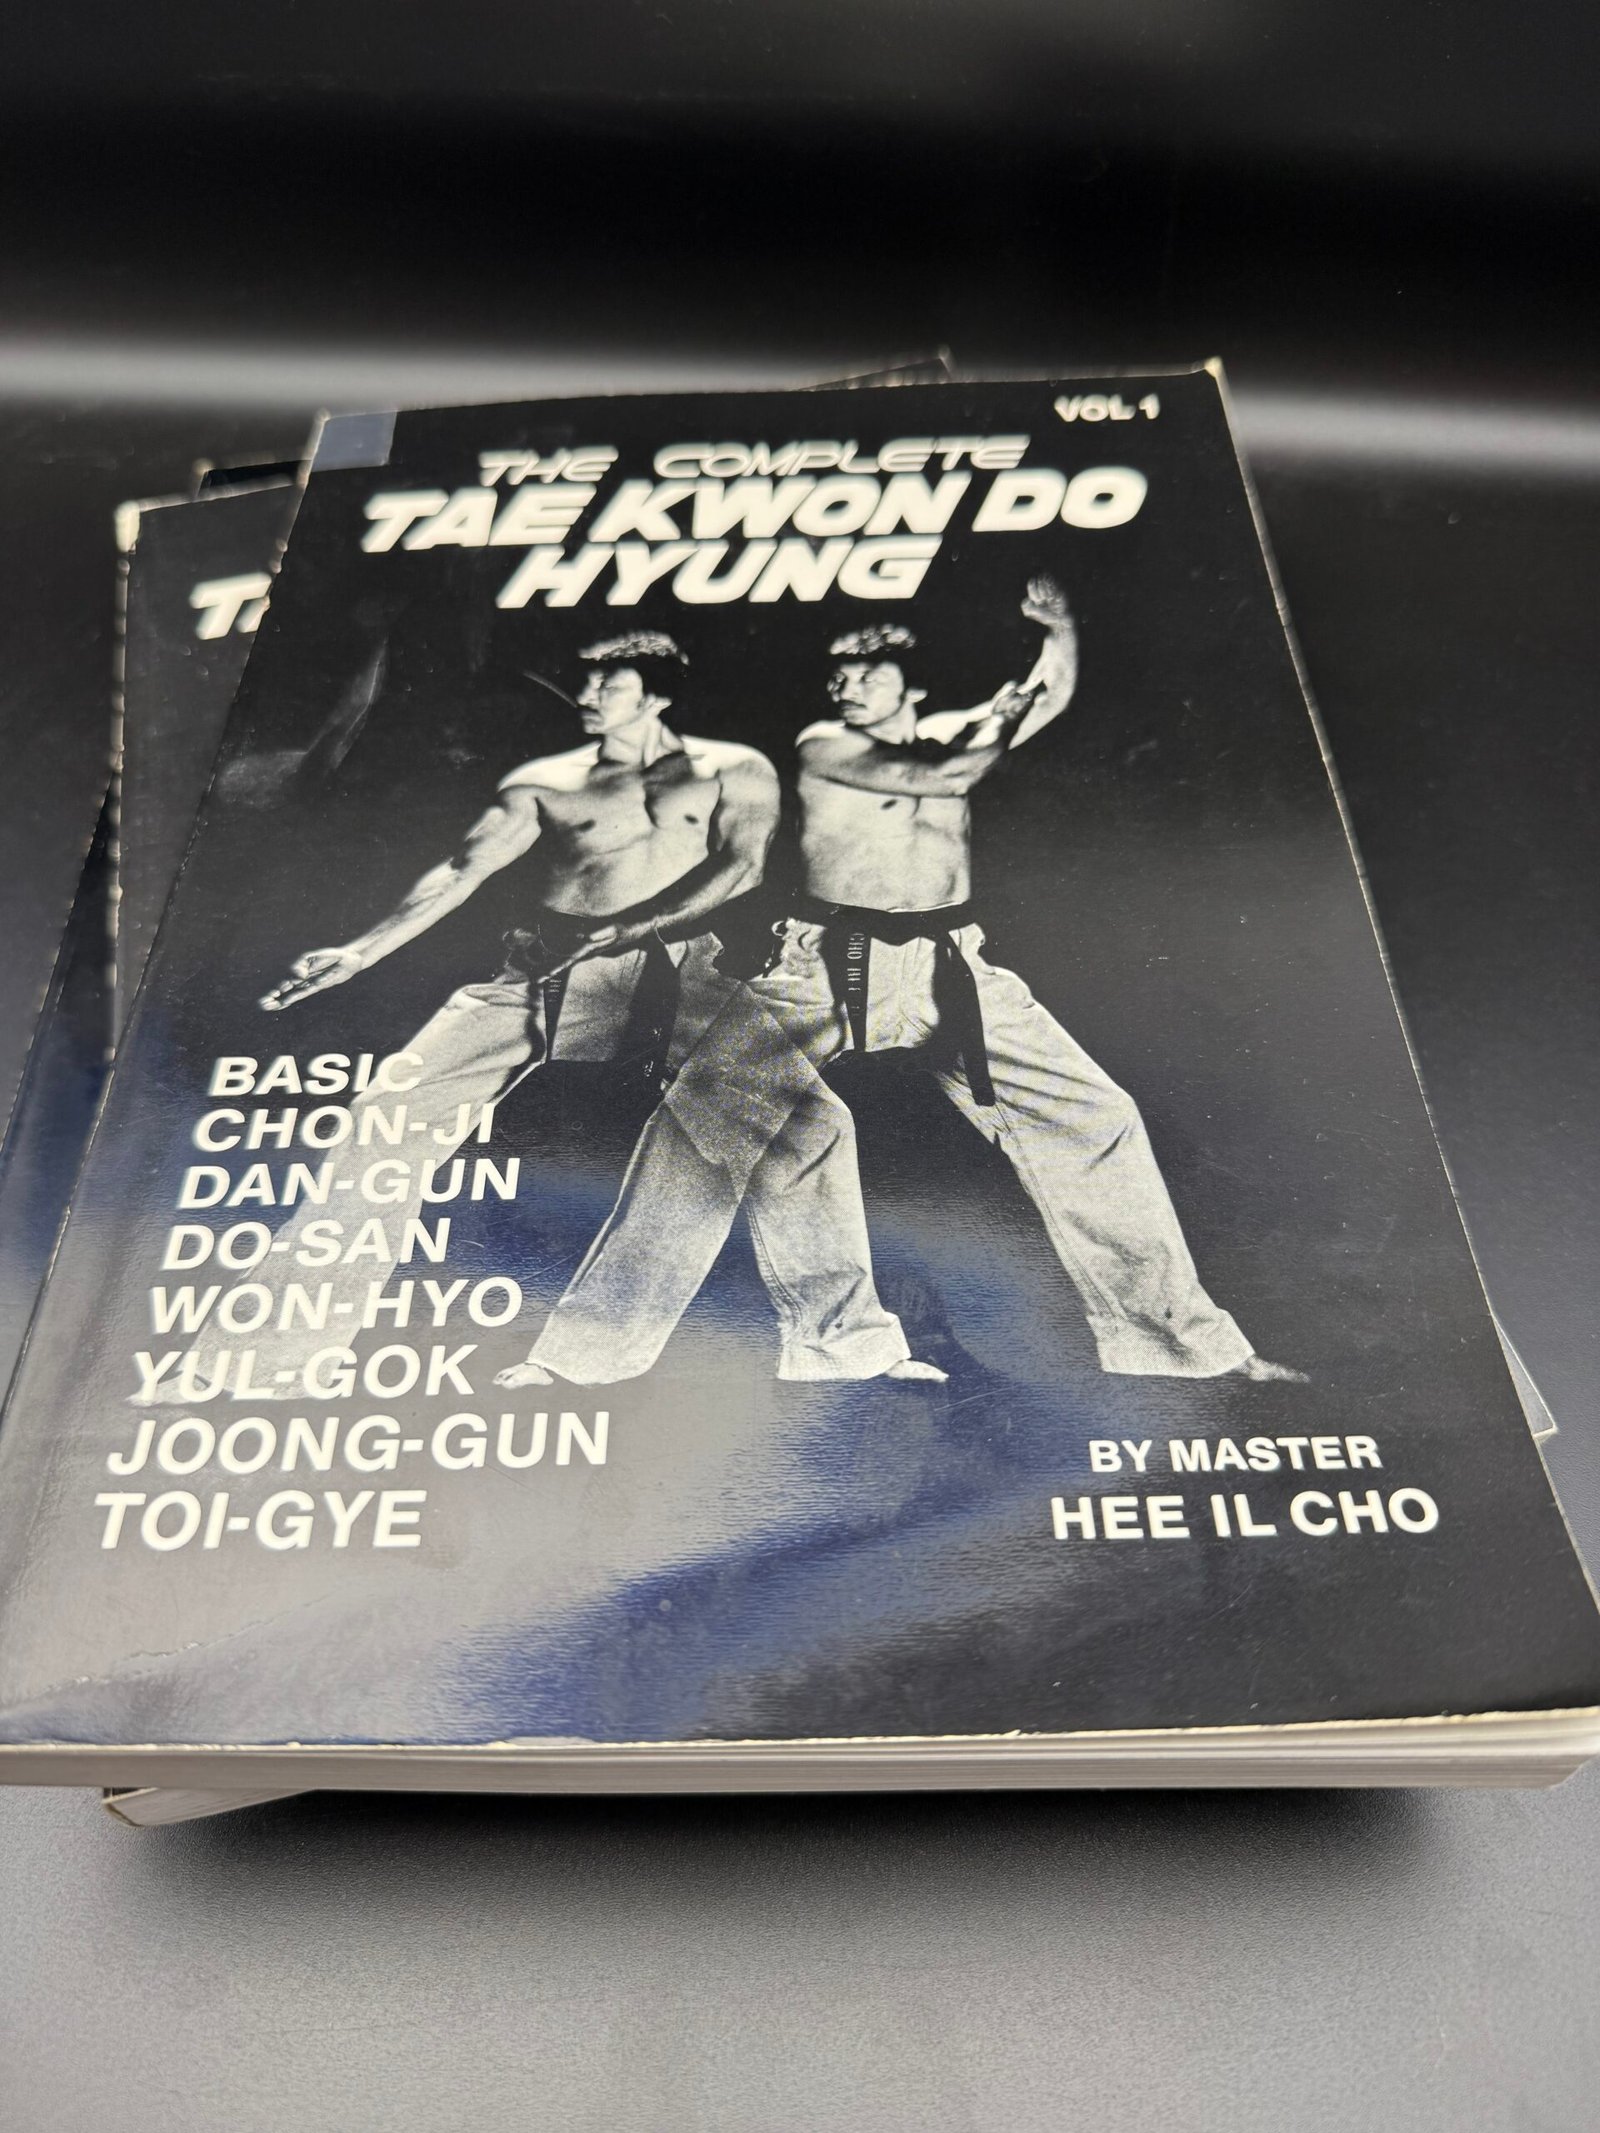 VOL 1
THE COMPLETE
TAE KWON DO
HYUNG
BASIC
CHON-JI
DAN-GUN
DO-SAN
WON-HYO
YUL-GOK
JOONG-GUN
TOI-GYE
BY MASTER
HEE IL CHO